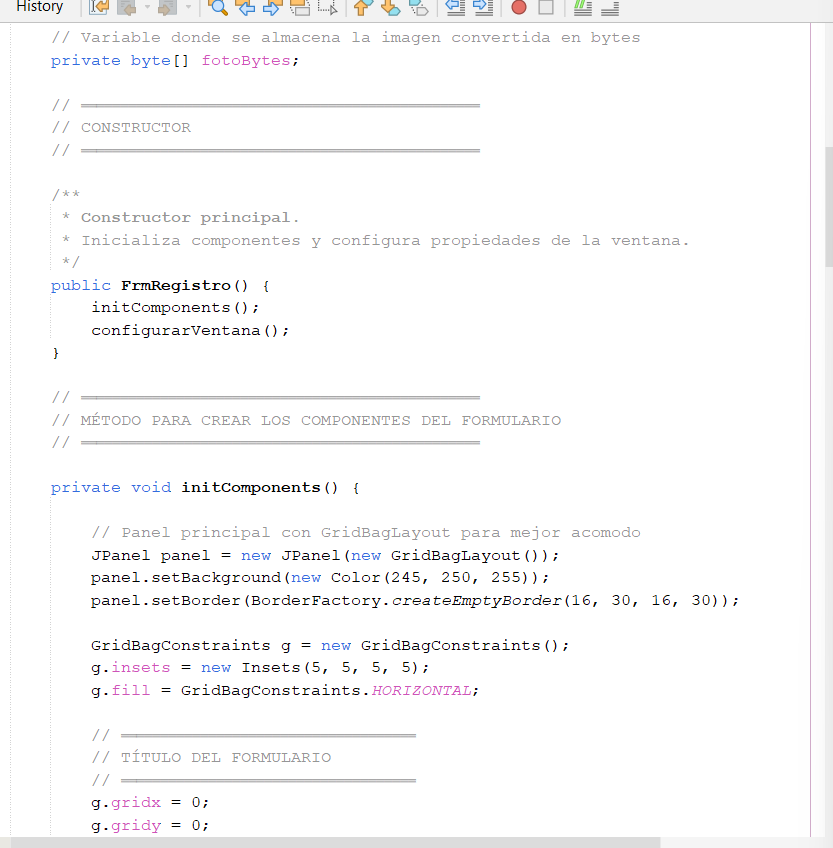 History
// Variable donde se almacena la imagen convertida en bytes
private byte[] fotoBytes;
// ════════════════════════════════════════
// CONSTRUCTOR
// ════════════════════════════════════════
/**
* Constructor principal.
* Inicializa componentes y configura propiedades de la ventana.
*/
public FrmRegistro() {
initComponents();
configurarVentana();
}
// ════════════════════════════════════════
// MÉTODO PARA CREAR LOS COMPONENTES DEL FORMULARIO
// ════════════════════════════════════════
private void initComponents() {
// Panel principal con GridBagLayout para mejor acomodo
JPanel panel = new JPanel(new GridBagLayout());
panel.setBackground(new Color(245, 250, 255));
panel.setBorder(BorderFactory.createEmptyBorder(16, 30, 16, 30));
GridBagConstraints g = new GridBagConstraints();
g.insets = new Insets(5, 5, 5, 5);
g.fill = GridBagConstraints.HORIZONTAL;
// ══════════════════════════════
// TÍTULO DEL FORMULARIO
// ══════════════════════════════
g.gridx = 0;
g.gridy = 0;